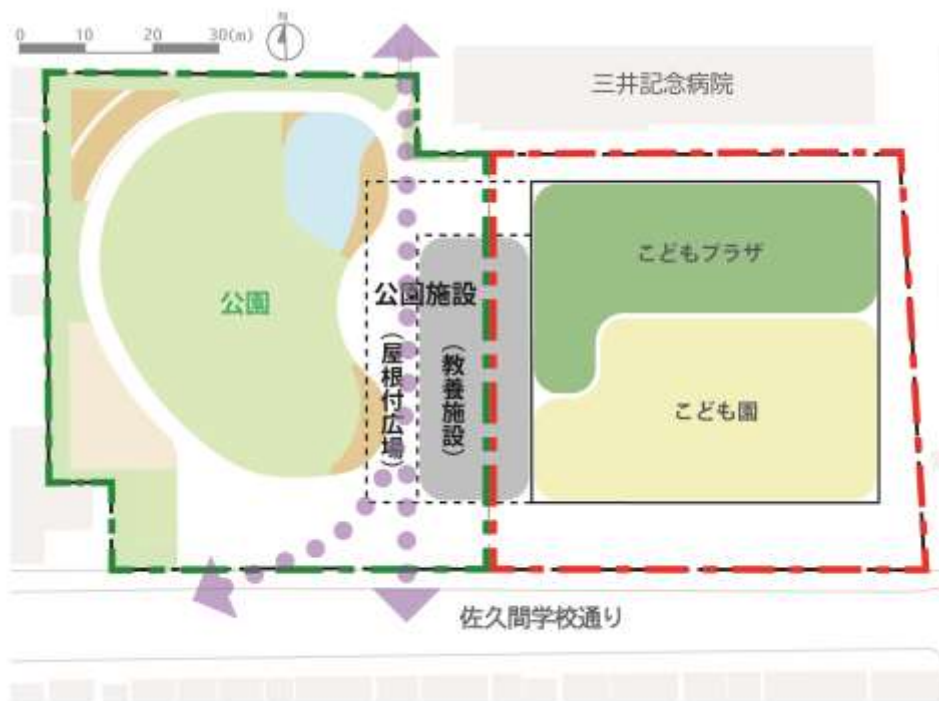 N
0 10 20 30(m)
三井記念病院
こどもプラザ
公園
公園施設
（屋根付広場）
（教養施設）
こども園
佐久間学校通り